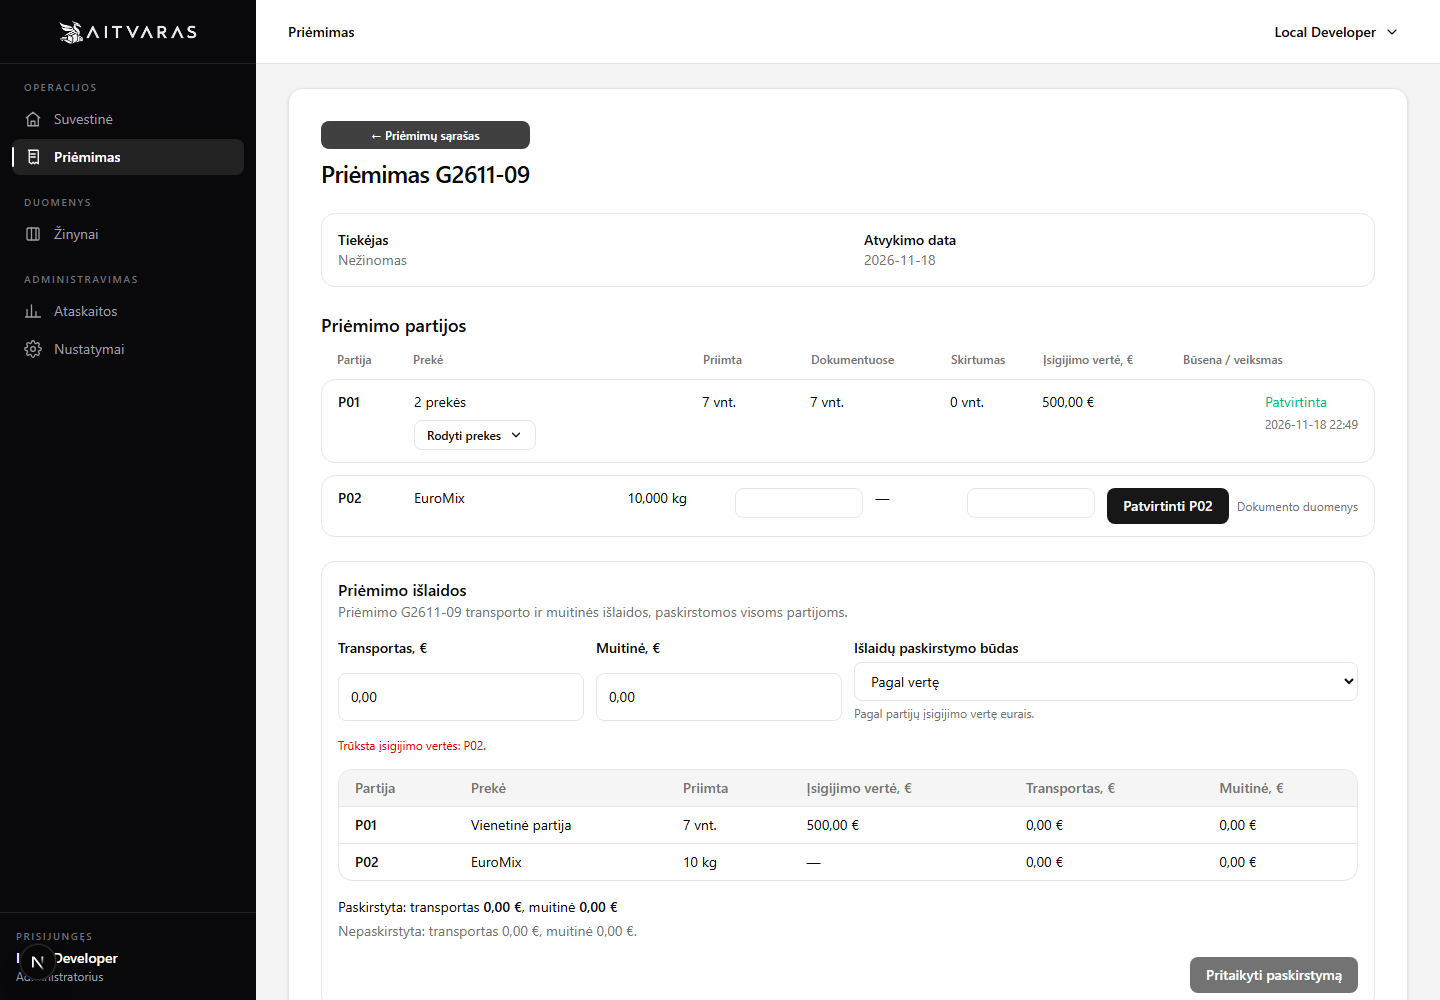 AITVARAS
Priėmimas
Local Developer
OPERACIJOS
Suvestinė
Priėmimas
DUOMENYS
Žinynai
ADMINISTRAVIMAS
Ataskaitos
Nustatymai
PRISIJUNGĘS
Developer
N
← Priėmimų sąrašas
Priėmimas G2611-09
Tiekėjas
Atvykimo data
Nežinomas
2026-11-18
Priėmimo partijos
Partija Prekė Priimta Dokumentuose Skirtumas Įsigijimo vertė, € Būsena / veiksmas
P01 2 prekės 7 vnt. 7 vnt. 0 vnt. 500,00 € Patvirtinta
Rodyti prekes
2026-11-18 22:49
P02 EuroMix 10,000 kg — Patvirtinti P02 Dokumento duomenys
Priėmimo išlaidos
Priėmimo G2611-09 transporto ir muitinės išlaidos, paskirstomos visoms partijoms.
Transportas, € Muitinė, € Išlaidų paskirstymo būdas
0,00 0,00 Pagal vertę
Pagal partijų įsigijimo vertę eurais.
Trūksta įsigijimo vertės: P02.
Partija Prekė Priimta Įsigijimo vertė, € Transportas, € Muitinė, €
P01 Vienetinė partija 7 vnt. 500,00 € 0,00 € 0,00 €
P02 EuroMix 10 kg — 0,00 € 0,00 €
Paskirstyta: transportas 0,00 €, muitinė 0,00 €
Nepaskirstyta: transportas 0,00 €, muitinė 0,00 €.
Pritaikyti paskirstymą